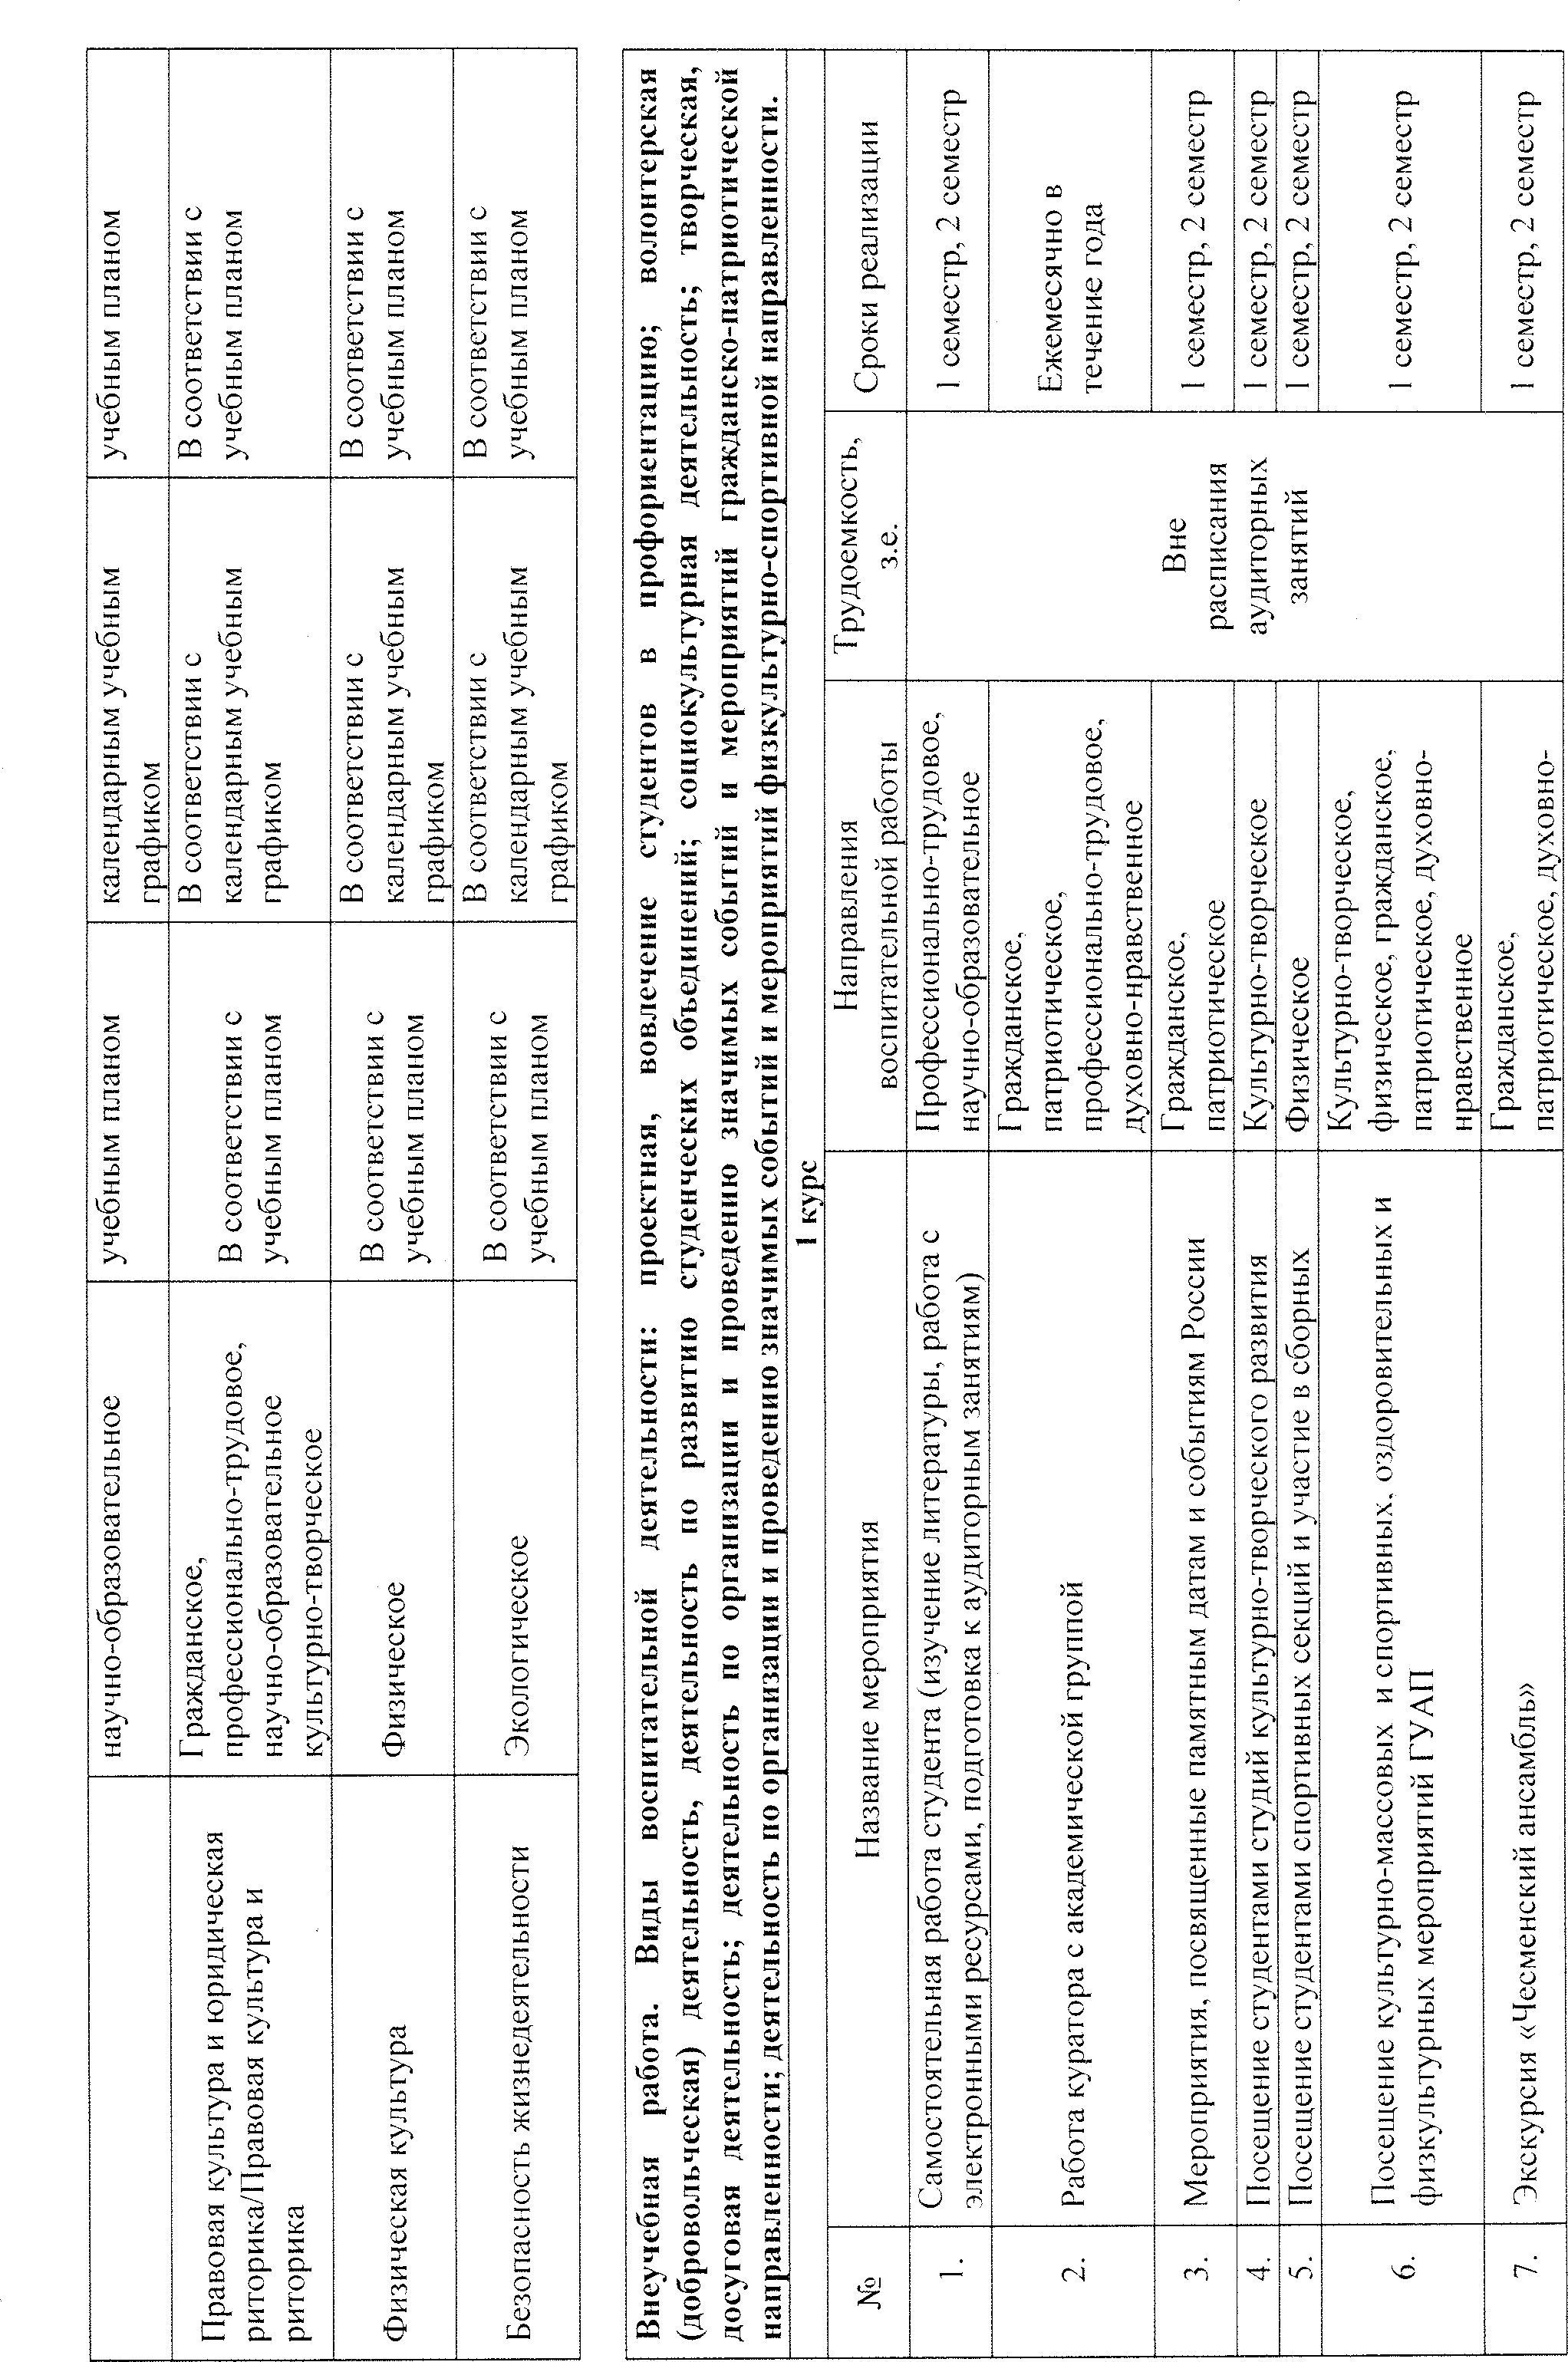 научно-образовательное
учебным планом
календарным учебным
графиком
учебным планом
Правовая культура и юридическая
риторика/Правовая культура и
риторика
Гражданское,
профессионально-трудовое,
научно-образовательное
культурно-творческое
В соответствии с
учебным планом
В соответствии с
календарным учебным
графиком
В соответствии с
учебным планом
Физическая культура
Физическое
В соответствии с
учебным планом
В соответствии с
календарным учебным
графиком
В соответствии с
учебным планом
Безопасность жизнедеятельности
Экологическое
В соответствии с
учебным планом
В соответствии с
календарным учебным
графиком
В соответствии с
учебным планом
Внеучебная работа. Виды воспитательной деятельности: проектная, вовлечение студентов в профориентацию; волонтерская
(добровольческая) деятельность, деятельность по развитию студенческих объединений; социокультурная деятельность; творческая,
досуговая деятельность; деятельность по организации и проведению значимых событий и мероприятий гражданско-патриотической
направленности; деятельность по организации и проведению значимых событий и мероприятий физкультурно-спортивной направленности.
1 курс
№
Название мероприятия
Направления
воспитательной работы
Трудоемкость,
з.е.
Сроки реализации
1.
Самостоятельная работа студента (изучение литературы, работа с
электронными ресурсами, подготовка к аудиторным занятиям)
Профессионально-трудовое,
научно-образовательное
Вне
расписания
аудиторных
занятий
1 семестр, 2 семестр
2.
Работа куратора с академической группой
Гражданское,
патриотическое,
профессионально-трудовое,
духовно-нравственное
Ежемесячно в
течение года
3.
Мероприятия, посвященные памятным датам и событиям России
Гражданское,
патриотическое
1 семестр, 2 семестр
4.
Посещение студентами студий культурно-творческого развития
Культурно-творческое
1 семестр, 2 семестр
5.
Посещение студентами спортивных секций и участие в сборных
Физическое
1 семестр, 2 семестр
6.
Посещение культурно-массовых и спортивных, оздоровительных и
физкультурных мероприятий ГУАП
Культурно-творческое,
физическое, гражданское,
патриотическое, духовно-
нравственное
1 семестр, 2 семестр
7.
Экскурсия «Чесменский ансамбль»
Гражданское,
патриотическое, духовно-
1 семестр, 2 семестр